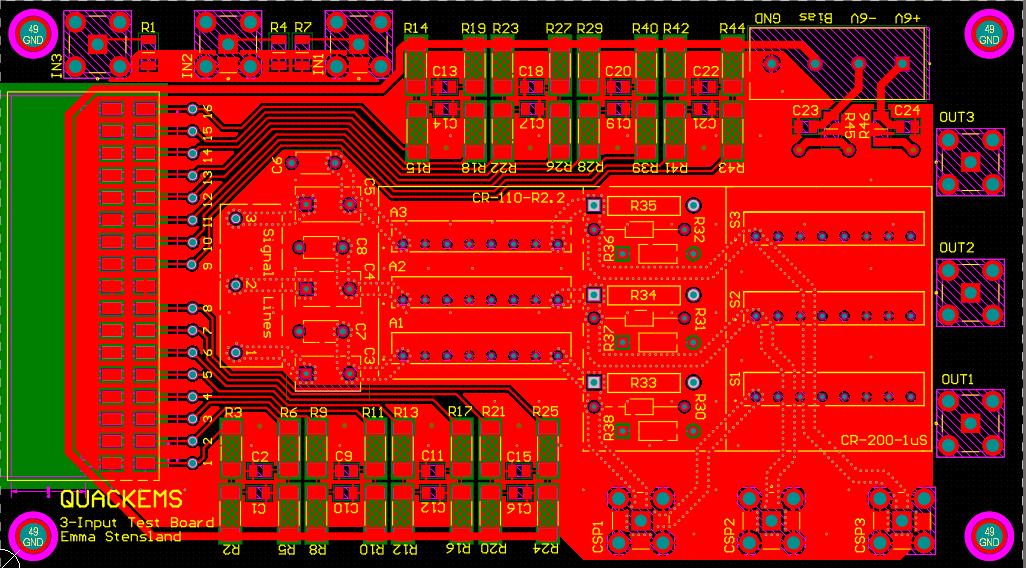 49
GND
R1
R4 R7
R14 R19 R23 R27 R29 R40 R42 R44
GND Bias -6V +6V
49
GND
IN3
IN2
IN1
C13 C18 C20 C22
C14 C17 C19 C21
C23 R45 R46 C24
OUT3
R15 R18 R22 R26 R28 R39 R41 R43
16
15
14
13
12
11
10
9
8
7
6
5
4
3
2
1
C9
C5
C8
C4
C7
C3
3
2
1
Signal Lines
CR-110-R2.2
A3
A2
A1
R35
R32
R36
R34
R31
R37
R33
R30
R38
S3
S2
S1
CR-200-1uS
OUT2
OUT1
R3 R6 R9 R11 R13 R17 R21 R25
C2 C9 C11 C15
C1 C10 C12 C16
R2 R5 R8 R10 R12 R16 R20 R24
CSP1
CSP2
CSP3
QUACKEMS
3-Input Test Board
Emma Stensland
49
GND
49
GND